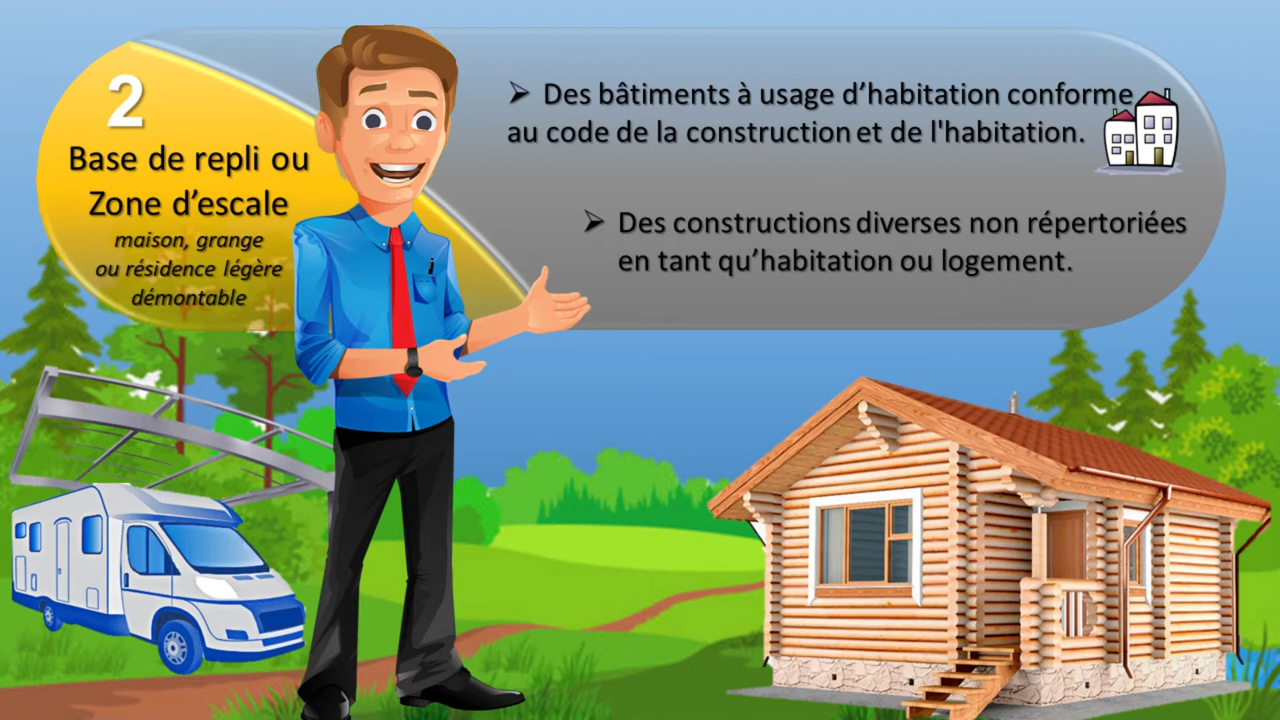 2
Base de repli ou
Zone d’escale
maison, grange
ou résidence légère
démontable
➢ Des bâtiments à usage d’habitation conforme
au code de la construction et de l'habitation.
➢ Des constructions diverses non répertoriées
en tant qu’habitation ou logement.